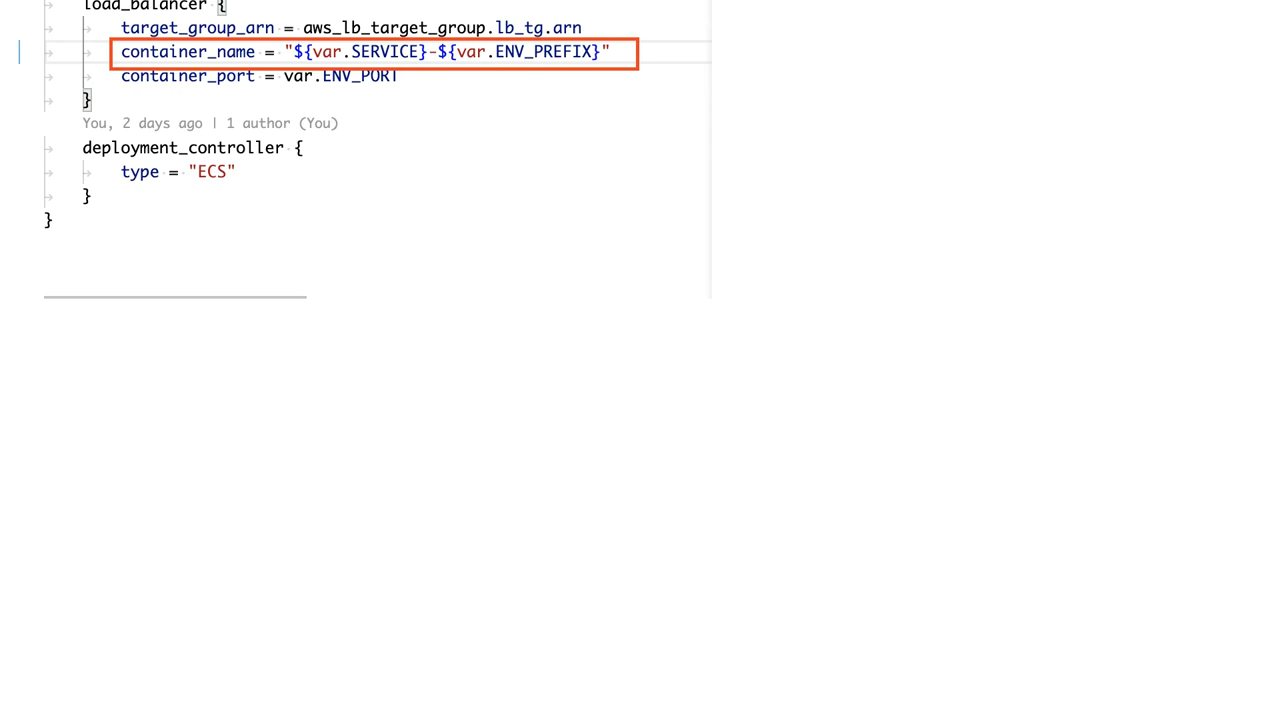 load_balancer {
target_group_arn = aws_lb_target_group.lb_tg.arn
container_name = "${var.SERVICE}-${var.ENV_PREFIX}"
container_port = var.ENV_PORT
}
You, 2 days ago | 1 author (You)
deployment_controller {
type = "ECS"
}
}